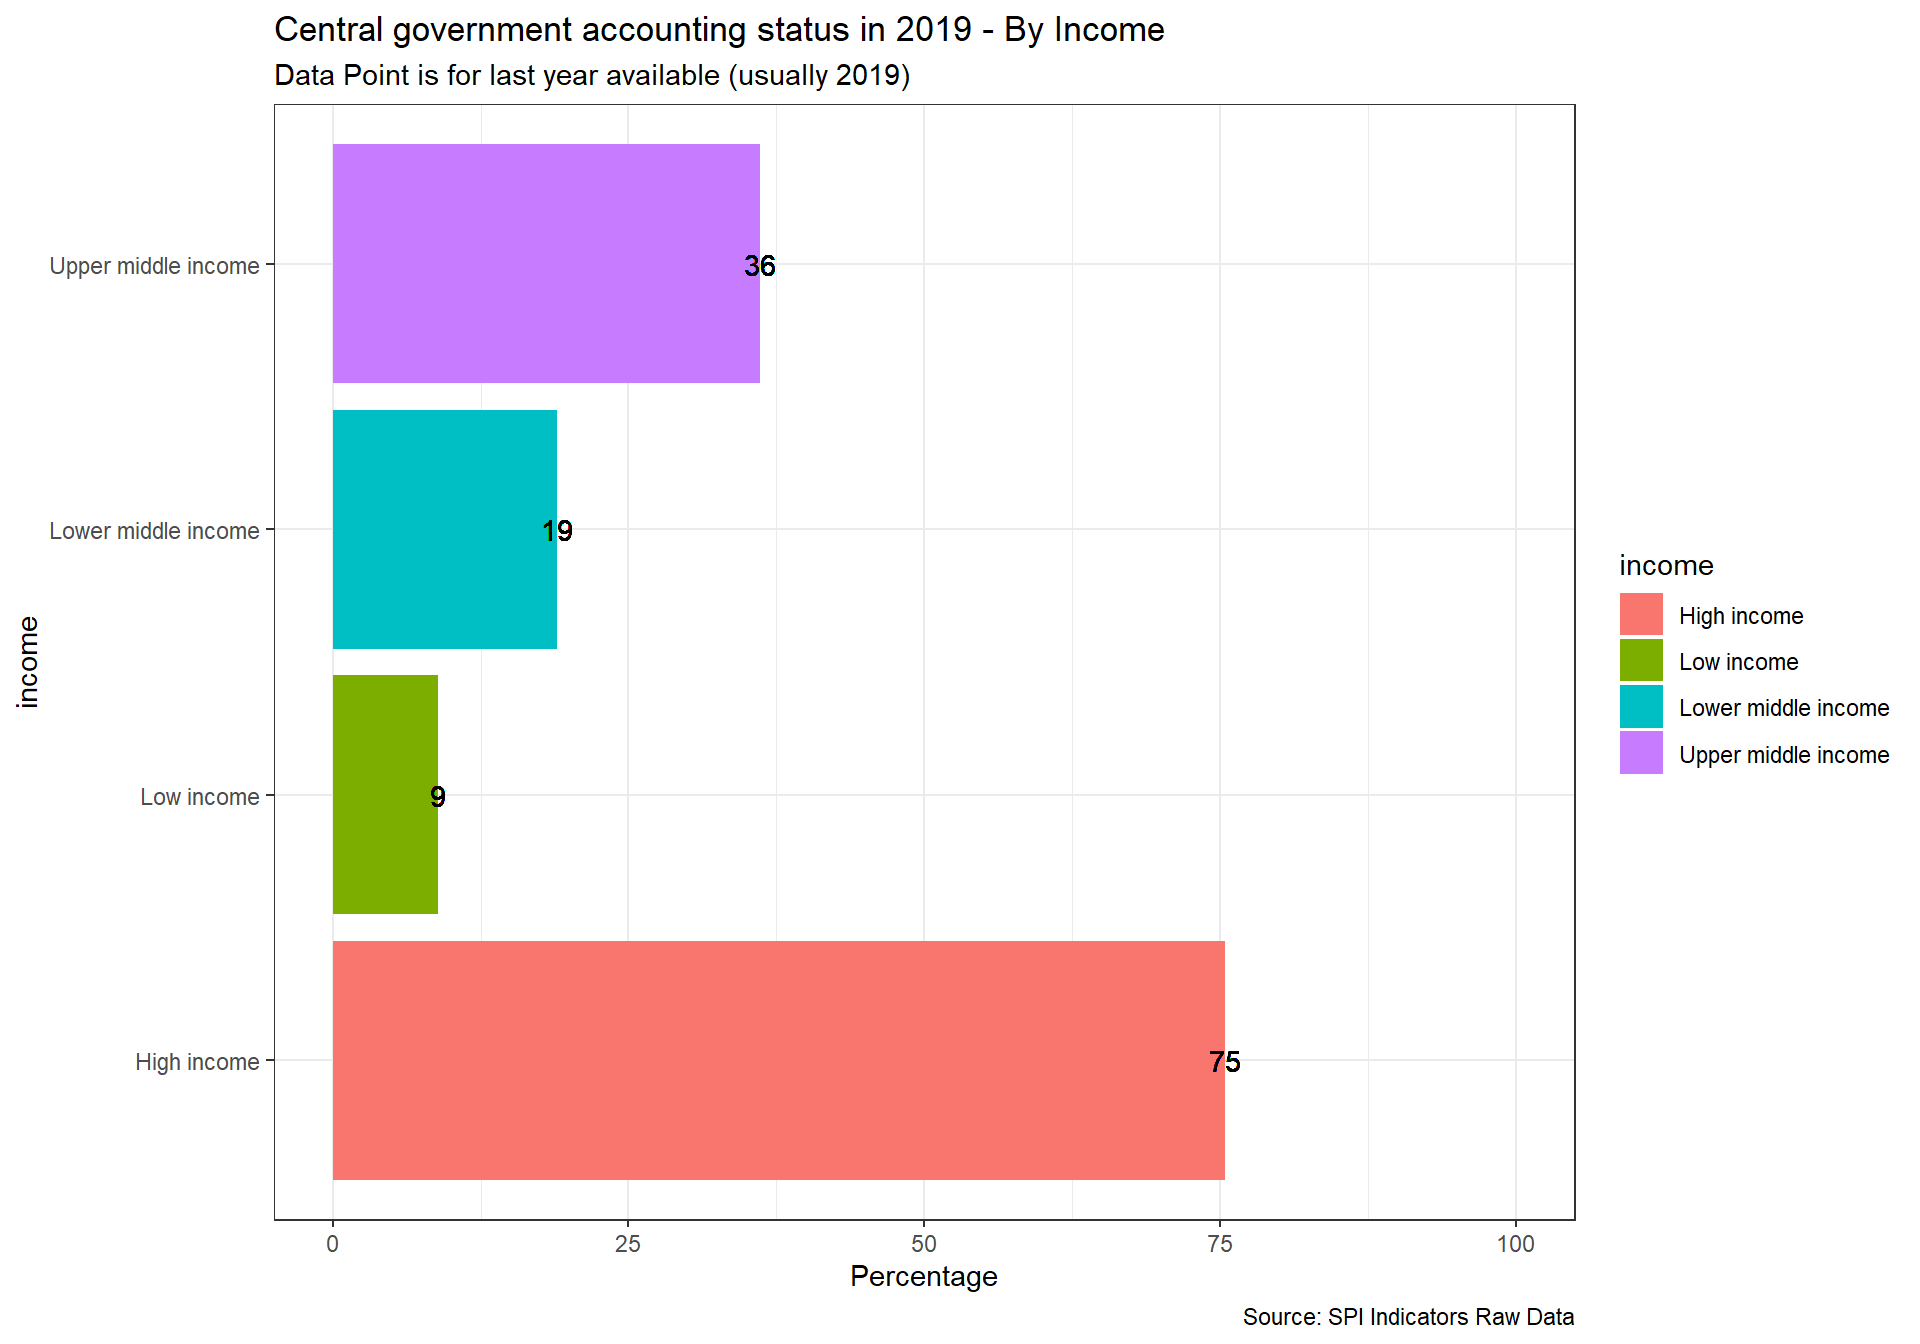 Central government accounting status in 2019 - By Income
Data Point is for last year available (usually 2019)
income
Upper middle income
36
Lower middle income
19
Low income
9
High income
75
0
25
50
75
100
Percentage
income
High income
Low income
Lower middle income
Upper middle income
Source: SPI Indicators Raw Data